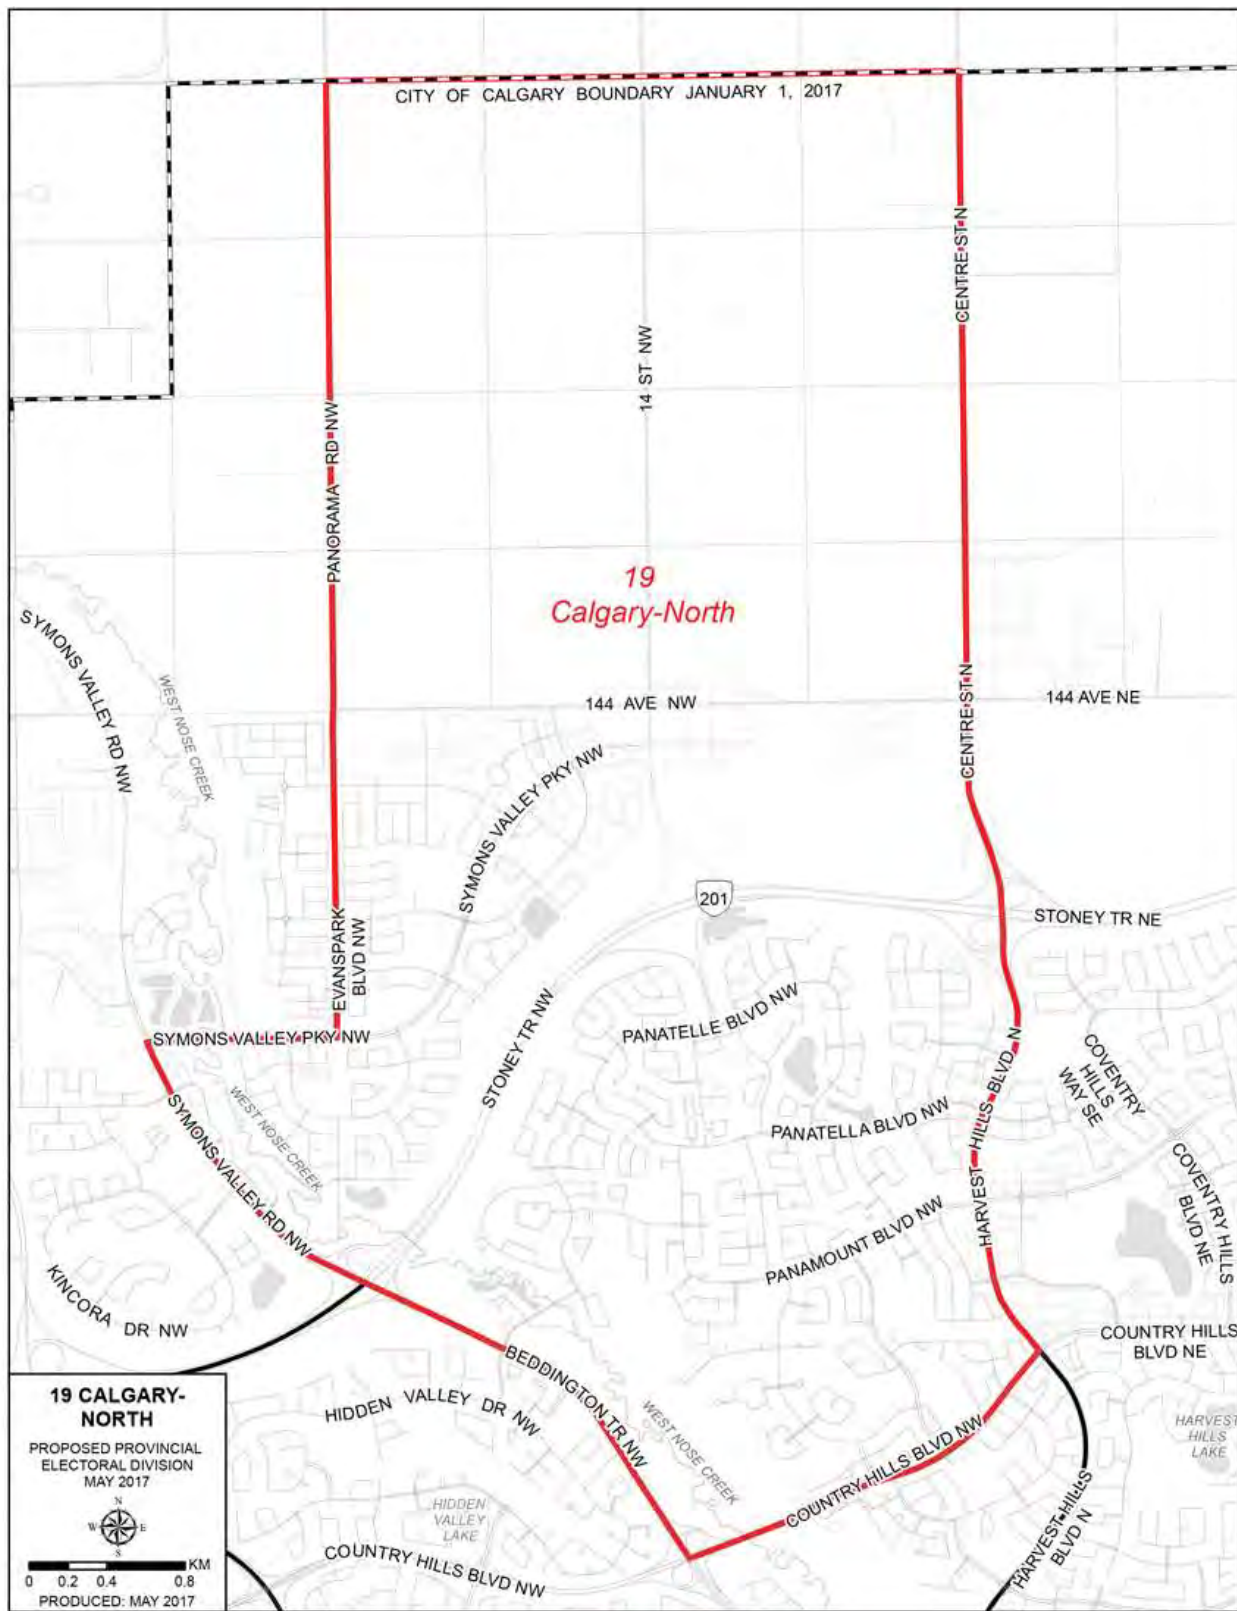 CITY OF CALGARY BOUNDARY JANUARY 1, 2017
CENTRE ST N
14 ST NW
PANORAMA RD NW
19
Calgary-North
SYMONS VALLEY RD NW
WEST NOSE CREEK
144 AVE NW
144 AVE NE
CENTRE ST N
SYMONS VALLEY PKY NW
201
STONEY TR NE
EVANSPARK
BLVD NW
STONEY TR NW
PANATELLE BLVD NW
SYMONS VALLEY PKY NW
HARVEST HILLS BLVD N
COVENTRY
HILLS
WAY SE
WEST NOSE CREEK
SYMONS VALLEY RD NW
PANATELLA BLVD NW
COVENTRY HILLS
BLVD NE
PANAMOUNT BLVD NW
KINCORA DR NW
COUNTRY HILLS
BLVD NE
BEDDINGTON TR NW
HIDDEN VALLEY DR NW
WEST NOSE CREEK
COUNTRY HILLS BLVD NW
HARVEST
HILLS
LAKE
HARVEST HILLS
BLVD N
HIDDEN
VALLEY
LAKE
COUNTRY HILLS BLVD NW
19 CALGARY-
NORTH
PROPOSED PROVINCIAL
ELECTORAL DIVISION
MAY 2017
N
W E
S
KM
0 0.2 0.4 0.8
PRODUCED: MAY 2017